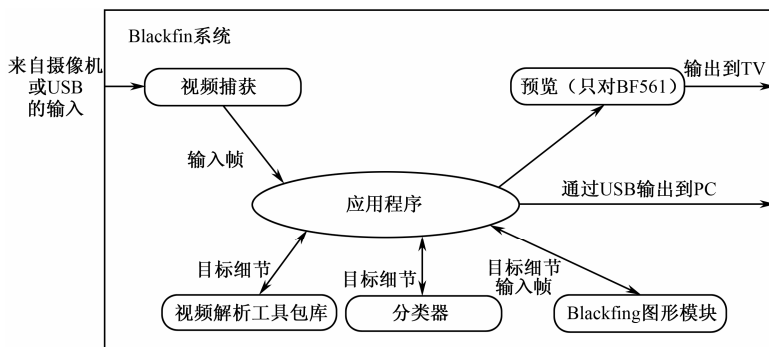 Blackfin系统
来自摄像机
或USB
的输入
视频捕获
预览（只对BF561）
输出到TV
输入帧
应用程序
通过USB输出到PC
目标细节
目标细节
目标细节
输入帧
视频解析工具包库
分类器
Blackfing图形模块